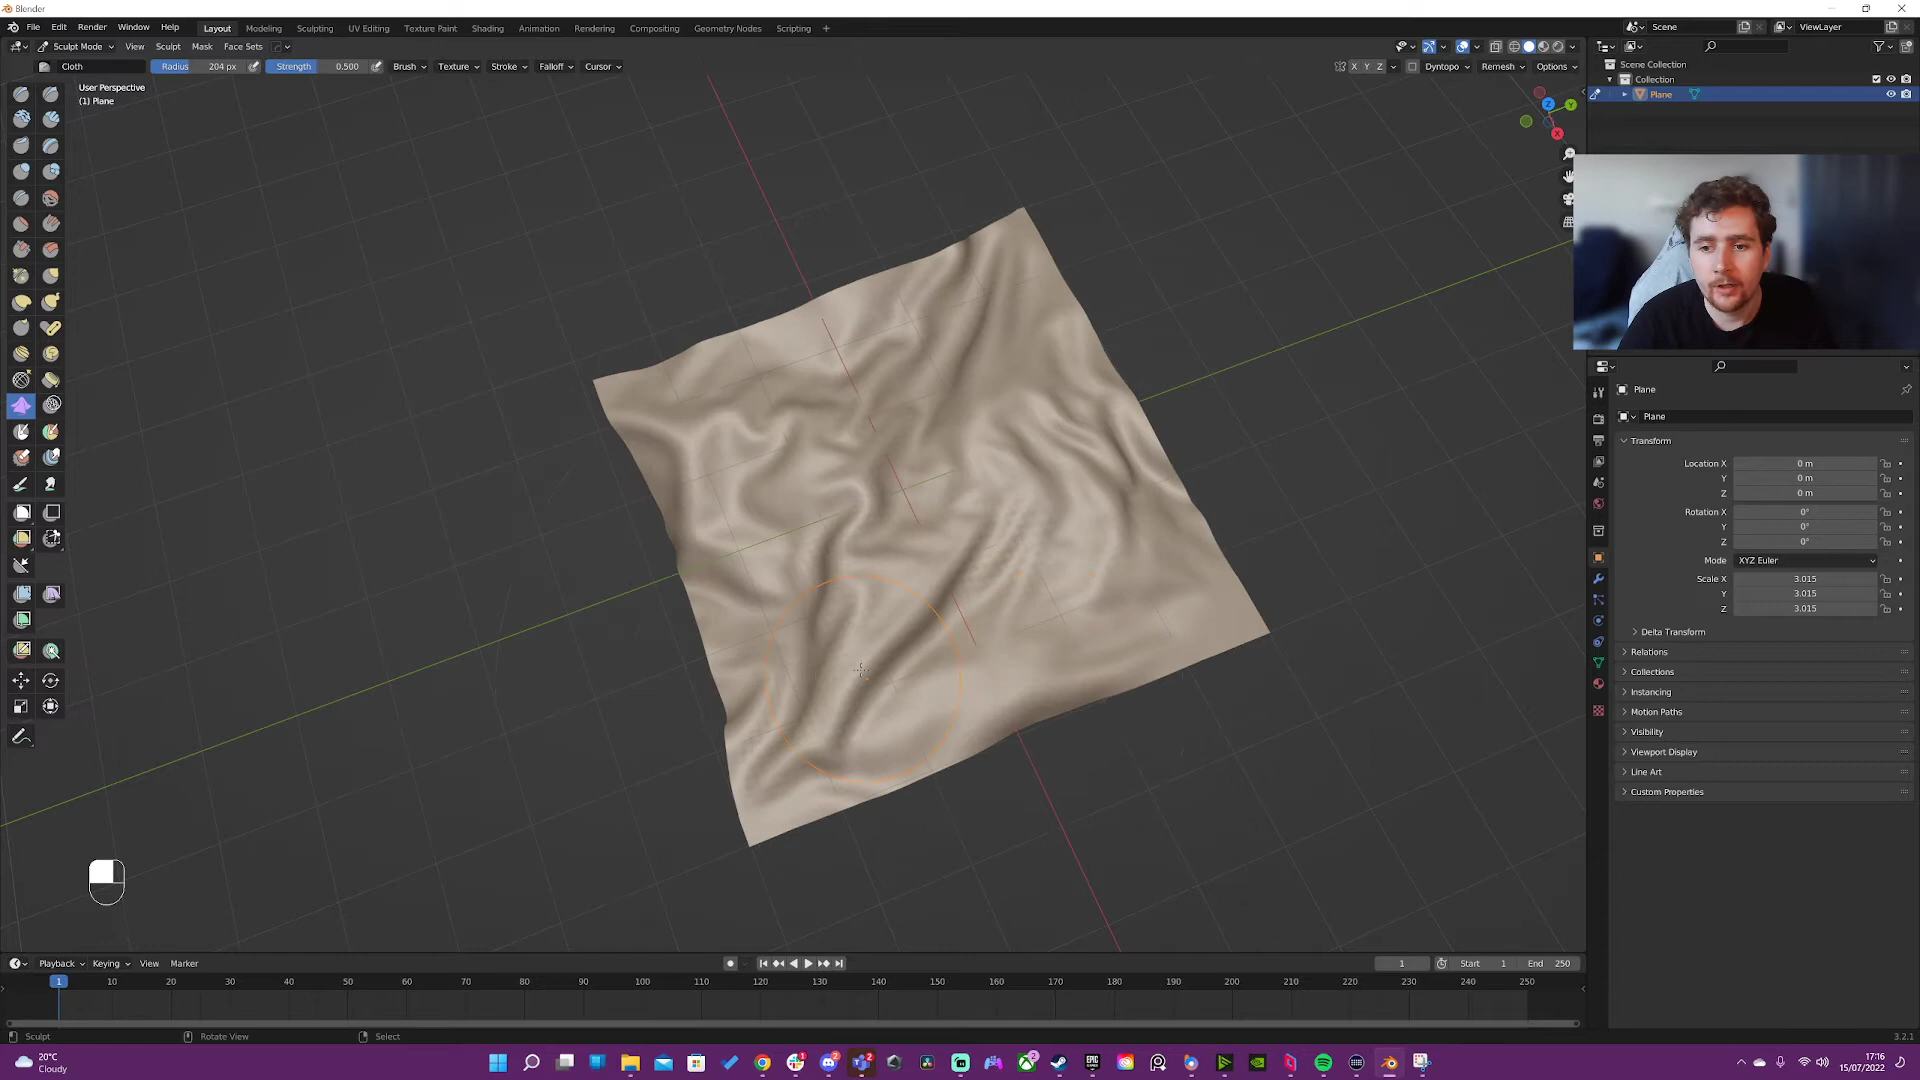 Blender
File Edit Render Window Help Layout Modeling Sculpting UV Editing Texture Paint Shading Animation Rendering Compositing Geometry Nodes Scripting + Scene ViewLayer
Sculpt Mode View Sculpt Mask Face Sets
Cloth Radius 204 px Strength 0.500 Brush Texture Stroke Falloff Cursor X Y Z Dyntopo Remesh Options
User Perspective
(1) Plane
Scene Collection
Collection
Plane
Z
Y
X
Plane
Plane
Transform
Location X 0 m
Y 0 m
Z 0 m
Rotation X 0°
Y 0°
Z 0°
Mode XYZ Euler
Scale X 3.015
Y 3.015
Z 3.015
Delta Transform
Relations
Collections
Instancing
Motion Paths
Visibility
Viewport Display
Line Art
Custom Properties
Playback Keying View Marker 1 Start 1 End 250
1 10 20 30 40 50 60 70 80 90 100 110 120 130 140 150 160 170 180 190 200 210 220 230 240 250
Sculpt Rotate View Select 3.2.1
20°C
Cloudy
1 2 2 2
EPIC
17:16
15/07/2022